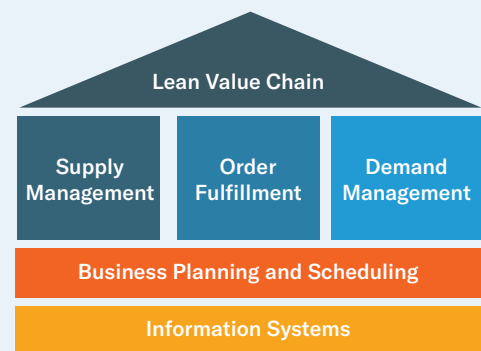 Lean Value Chain
Supply
Management
Order
Fulfillment
Demand
Management
Business Planning and Scheduling
Information Systems